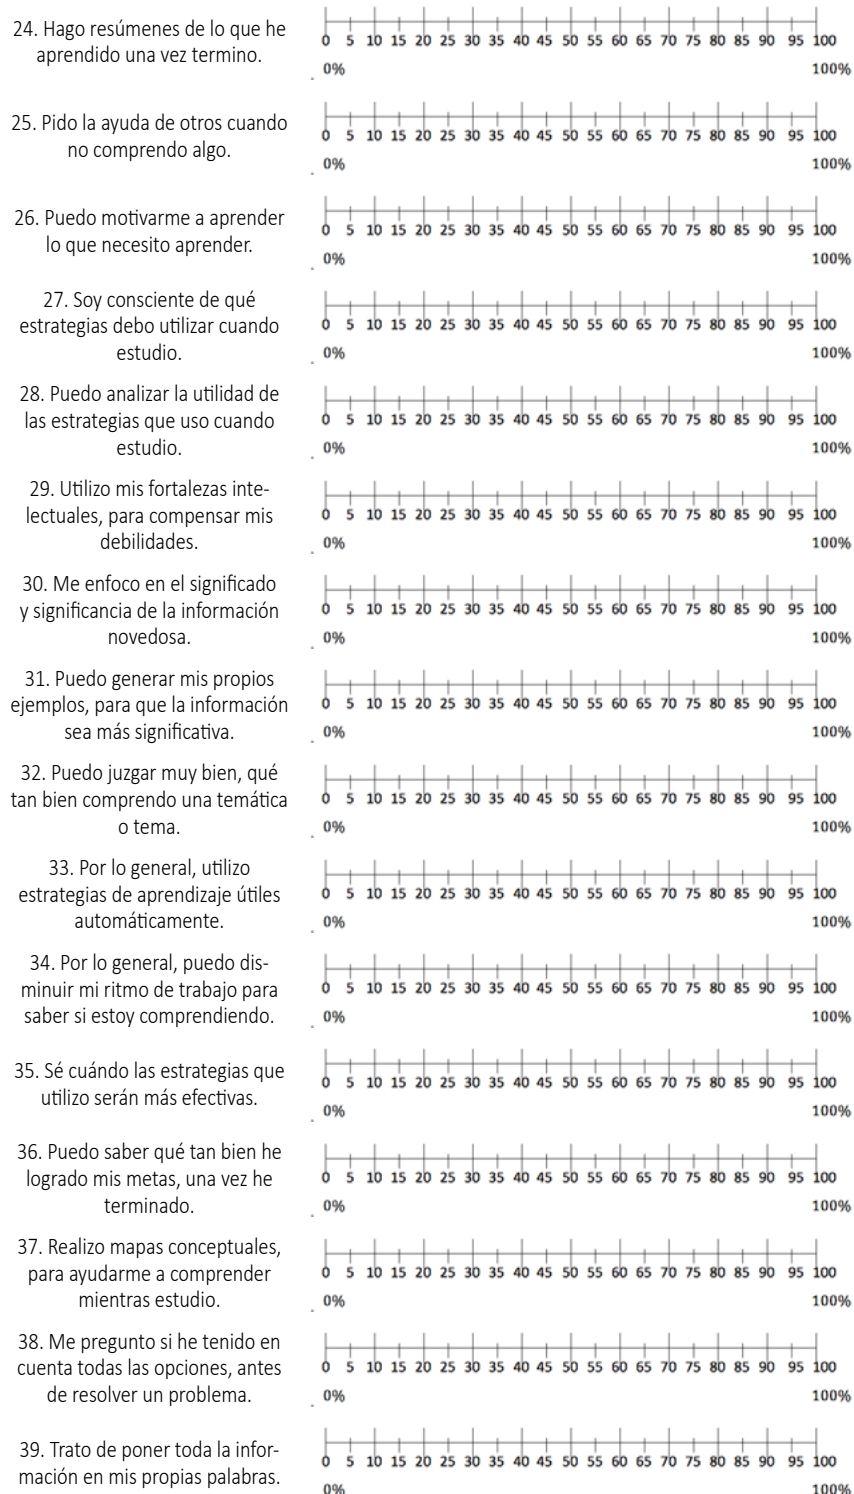 24. Hago resúmenes de lo que he
aprendido una vez termino.
0 5 10 15 20 25 30 35 40 45 50 55 60 65 70 75 80 85 90 95 100
0% 100%
25. Pido la ayuda de otros cuando
no comprendo algo.
0 5 10 15 20 25 30 35 40 45 50 55 60 65 70 75 80 85 90 95 100
0% 100%
26. Puedo motivarme a aprender
lo que necesito aprender.
0 5 10 15 20 25 30 35 40 45 50 55 60 65 70 75 80 85 90 95 100
0% 100%
27. Soy consciente de qué
estrategias debo utilizar cuando
estudio.
0 5 10 15 20 25 30 35 40 45 50 55 60 65 70 75 80 85 90 95 100
0% 100%
28. Puedo analizar la utilidad de
las estrategias que uso cuando
estudio.
0 5 10 15 20 25 30 35 40 45 50 55 60 65 70 75 80 85 90 95 100
0% 100%
29. Utilizo mis fortalezas inte-
lectuales, para compensar mis
debilidades.
0 5 10 15 20 25 30 35 40 45 50 55 60 65 70 75 80 85 90 95 100
0% 100%
30. Me enfoco en el significado
y significancia de la información
novedosa.
0 5 10 15 20 25 30 35 40 45 50 55 60 65 70 75 80 85 90 95 100
0% 100%
31. Puedo generar mis propios
ejemplos, para que la información
sea más significativa.
0 5 10 15 20 25 30 35 40 45 50 55 60 65 70 75 80 85 90 95 100
0% 100%
32. Puedo juzgar muy bien, qué
tan bien comprendo una temática
o tema.
0 5 10 15 20 25 30 35 40 45 50 55 60 65 70 75 80 85 90 95 100
0% 100%
33. Por lo general, utilizo
estrategias de aprendizaje útiles
automáticamente.
0 5 10 15 20 25 30 35 40 45 50 55 60 65 70 75 80 85 90 95 100
0% 100%
34. Por lo general, puedo dis-
minuir mi ritmo de trabajo para
saber si estoy comprendiendo.
0 5 10 15 20 25 30 35 40 45 50 55 60 65 70 75 80 85 90 95 100
0% 100%
35. Sé cuándo las estrategias que
utilizo serán más efectivas.
0 5 10 15 20 25 30 35 40 45 50 55 60 65 70 75 80 85 90 95 100
0% 100%
36. Puedo saber qué tan bien he
logrado mis metas, una vez he
terminado.
0 5 10 15 20 25 30 35 40 45 50 55 60 65 70 75 80 85 90 95 100
0% 100%
37. Realizo mapas conceptuales,
para ayudarme a comprender
mientras estudio.
0 5 10 15 20 25 30 35 40 45 50 55 60 65 70 75 80 85 90 95 100
0% 100%
38. Me pregunto si he tenido en
cuenta todas las opciones, antes
de resolver un problema.
0 5 10 15 20 25 30 35 40 45 50 55 60 65 70 75 80 85 90 95 100
0% 100%
39. Trato de poner toda la infor-
mación en mis propias palabras.
0 5 10 15 20 25 30 35 40 45 50 55 60 65 70 75 80 85 90 95 100
0% 100%